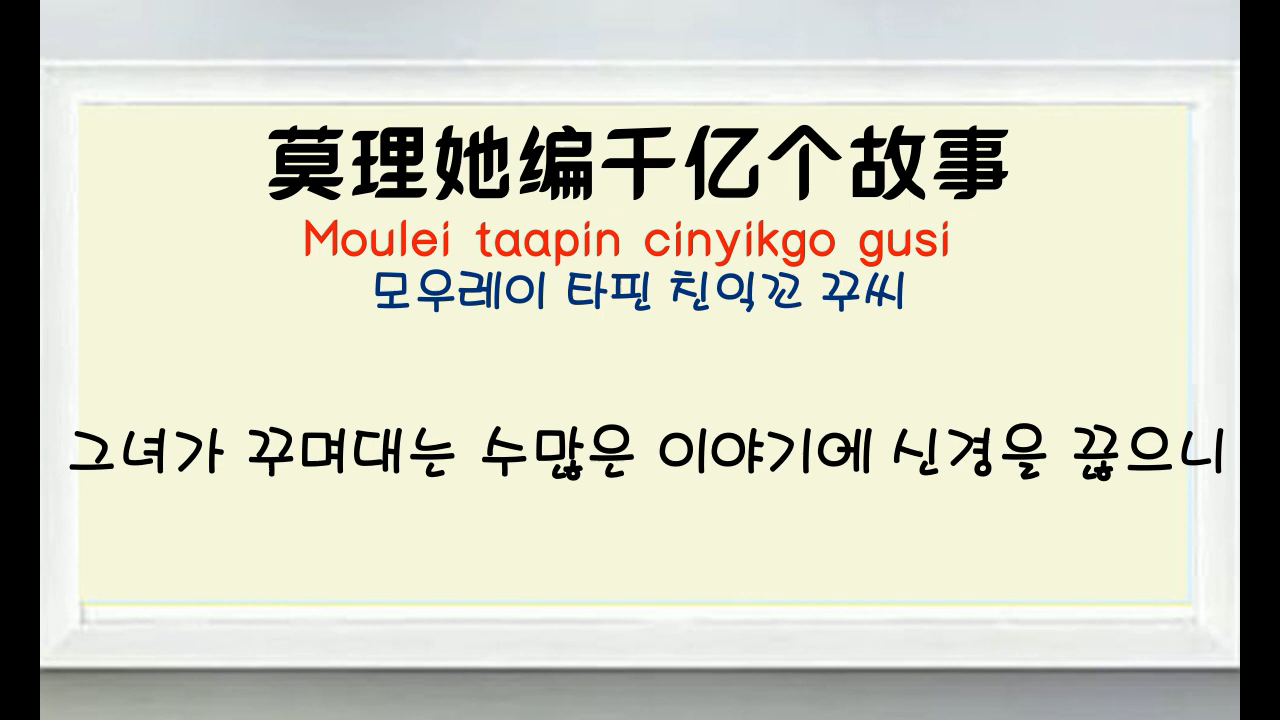 莫理她编千亿个故事
Moulei taapin cinyikgo gusi
모우레이 타핀 친익꼬 꾸씨
그녀가 꾸며대는 수많은 이야기에 신경을 끊으니